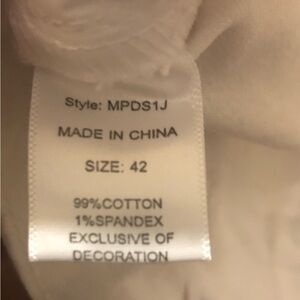 Style: MPDS1J
MADE IN CHINA
SIZE: 42
99%COTTON
1%SPANDEX
EXCLUSIVE OF
DECORATION